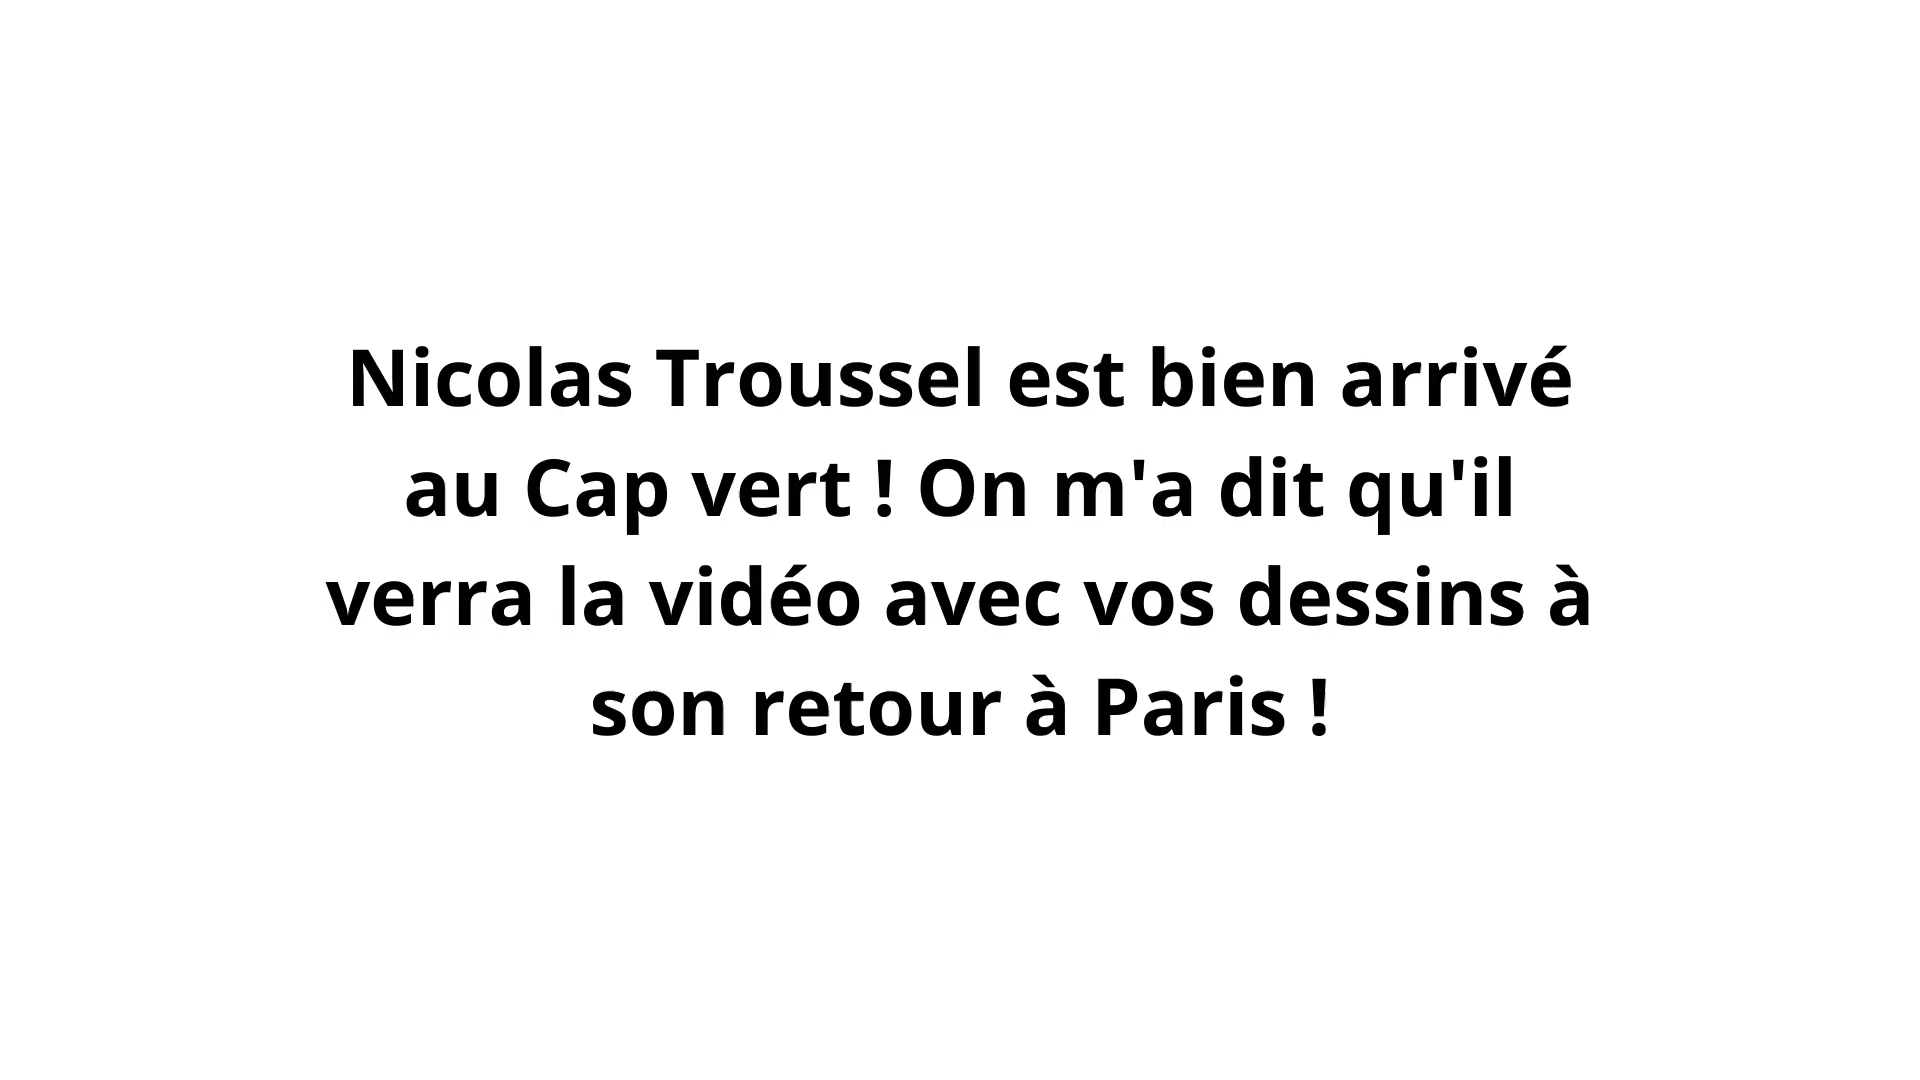 Nicolas Troussel est bien arrivé
au Cap vert ! On m'a dit qu'il
verra la vidéo avec vos dessins à
son retour à Paris !